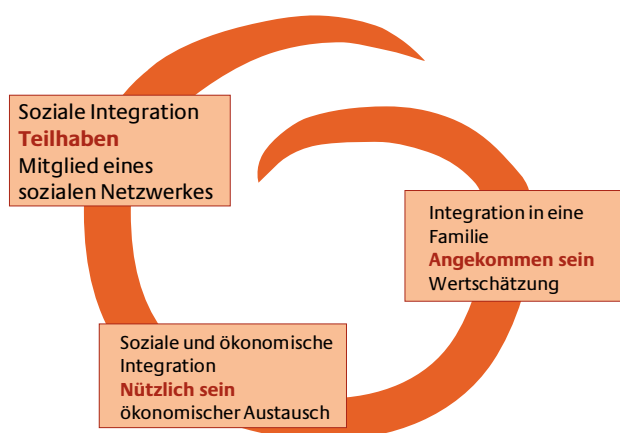 Soziale Integration
Teilhaben
Mitglied eines
sozialen Netzwerkes
Integration in eine
Familie
Angekommen sein
Wertschätzung
Soziale und ökonomische
Integration
Nützlich sein
ökonomischer Austausch